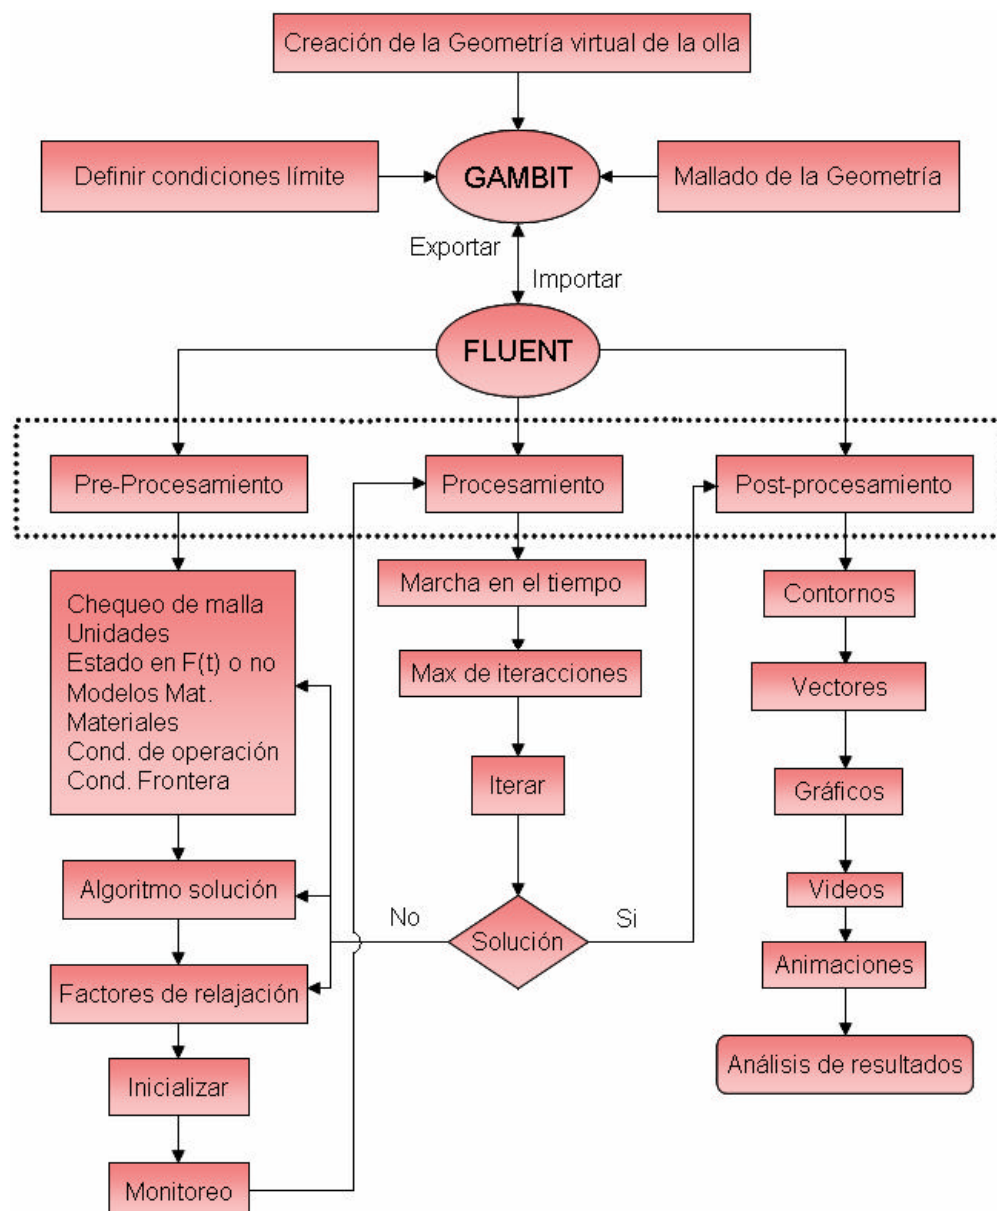 Creación de la Geometría virtual de la olla
Definir condiciones límite
GAMBIT
Mallado de la Geometría
Exportar
Importar
FLUENT
Pre-Procesamiento
Procesamiento
Post-procesamiento
Chequeo de malla
Unidades
Estado en F(t) o no
Modelos Mat.
Materiales
Cond. de operación
Cond. Frontera
Algoritmo solución
Factores de relajación
Inicializar
Monitoreo
Marcha en el tiempo
Max de iteracciones
Iterar
No
Solución
Si
Contornos
Vectores
Gráficos
Videos
Animaciones
Análisis de resultados